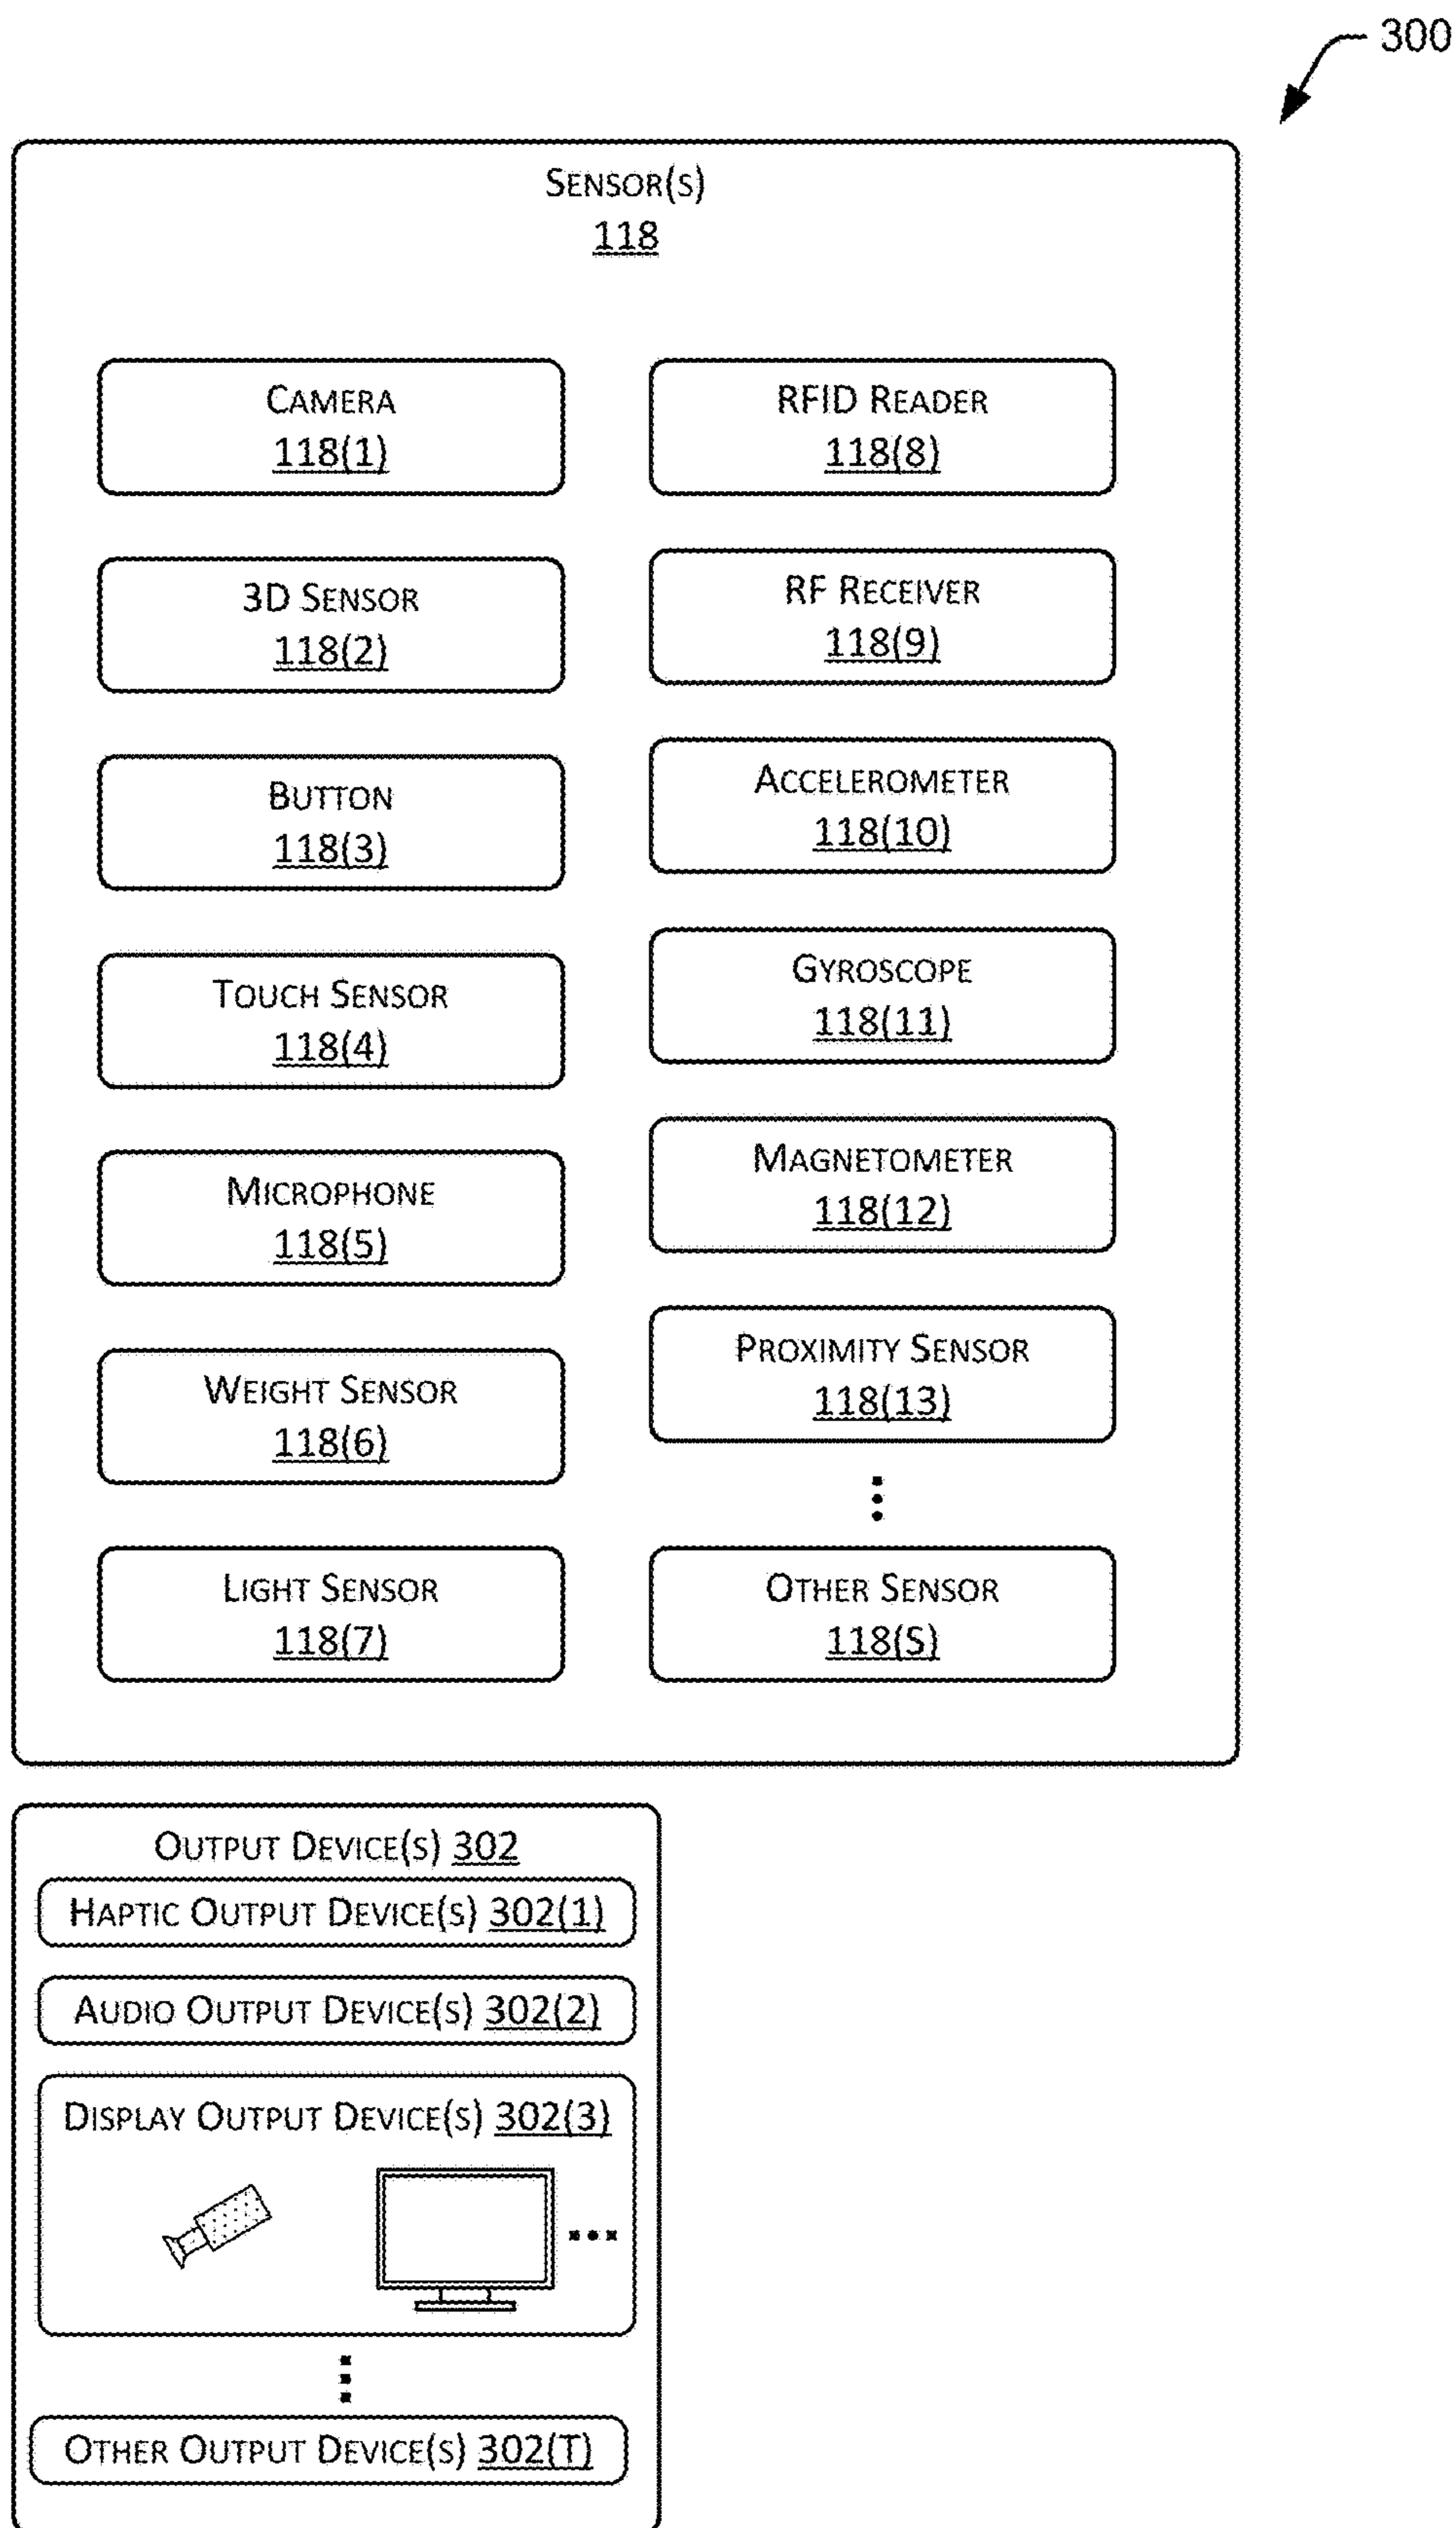 300
Sensor(s)
118
Camera
118(1)
3D Sensor
118(2)
Button
118(3)
Touch Sensor
118(4)
Microphone
118(5)
Weight Sensor
118(6)
Light Sensor
118(7)
RFID Reader
118(8)
RF Receiver
118(9)
Accelerometer
118(10)
Gyroscope
118(11)
Magnetometer
118(12)
Proximity Sensor
118(13)
Other Sensor
118(S)
Output Device(s) 302
Haptic Output Device(s) 302(1)
Audio Output Device(s) 302(2)
Display Output Device(s) 302(3)
Other Output Device(s) 302(T)